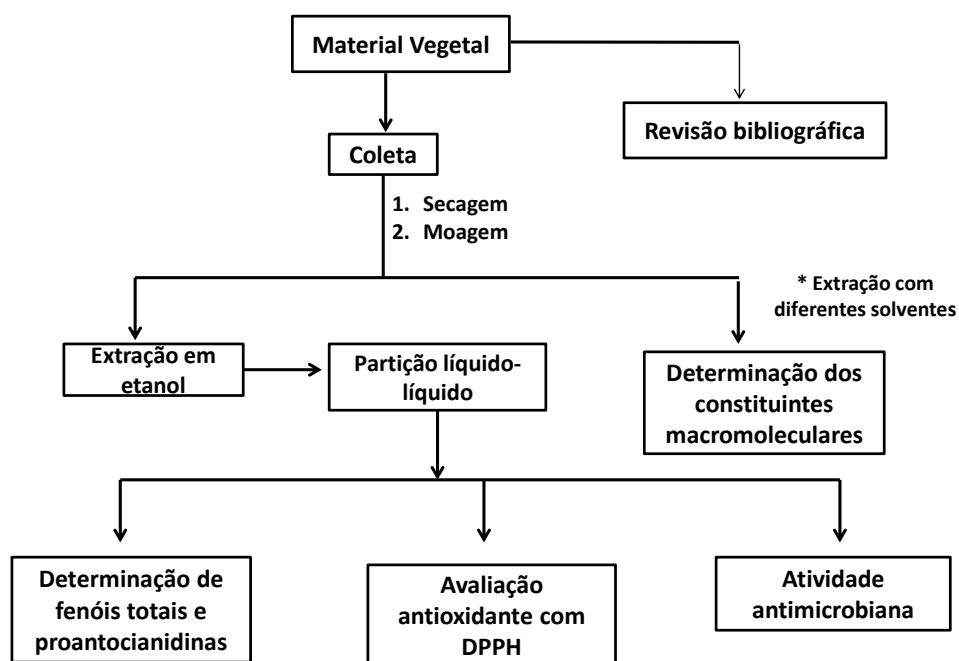 Material Vegetal
Revisão bibliográfica
Coleta
1. Secagem
2. Moagem
* Extração com
diferentes solventes
Extração em
etanol
Partição líquido-
líquido
Determinação dos
constituintes
macromoleculares
Determinação de
fenóis totais e
proantocianidinas
Avaliação
antioxidante com
DPPH
Atividade
antimicrobiana